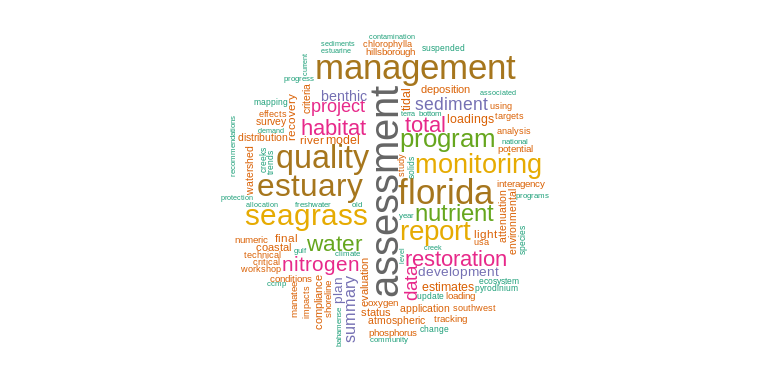 contamination
sediments chlorophylla suspended
estuarine hillsborough
current
management
progress
deposition associated
mapping
criteria
benthic
tidal
sediment using
effects
recovery
project
terra bottom
targets
survey
habitat
total
loadings
demand
analysis
recommendations
distribution
river model
program
national
potential
watershed
creeks
trends
quality
study
solids
monitoring
interagency
estuary
assessment
florida
programs
protection
allocation freshwater old
seagrass
year
nutrient
attenuation
environmental
species
numeric final
water
report
light
usa
coastal
creek
technical
gulf climate
level
critical
nitrogen
restoration
workshop
data
development
conditions
ecosystem
ccmp
manatee
impacts
compliance
shoreline
plan
evaluation
estimates pyrodinium
update loading
summary
bahamense
oxygen
status
application southwest
atmospheric tracking
phosphorus change
community